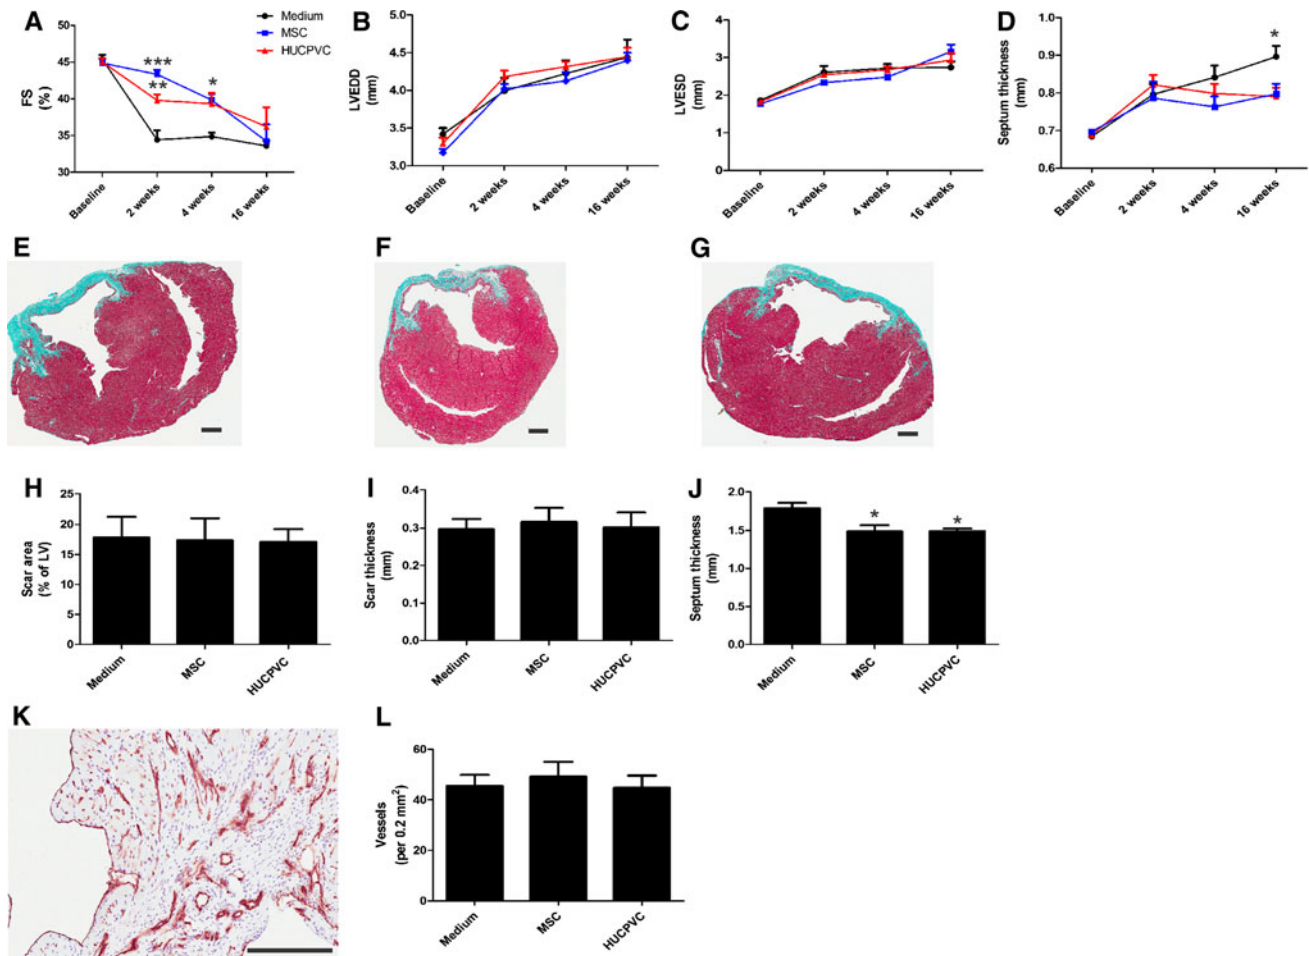 A
Medium
MSC
HUCPVC
FS
(%)
50
45
40
35
30
***
**
*
Baseline
2 weeks
4 weeks
16 weeks
B
LVEDD
(mm)
5.0
4.5
4.0
3.5
3.0
Baseline
2 weeks
4 weeks
16 weeks
C
LVESD
(mm)
4
3
2
1
0
Baseline
2 weeks
4 weeks
16 weeks
D
Septum thickness
(mm)
1.0
0.9
0.8
0.7
0.6
*
Baseline
2 weeks
4 weeks
16 weeks
E
F
G
H
Scar area
(% of LV)
25
20
15
10
5
0
Medium
MSC
HUCPVC
I
Scar thickness
(mm)
0.4
0.3
0.2
0.1
0.0
Medium
MSC
HUCPVC
J
Septum thickness
(mm)
2.0
1.5
1.0
0.5
0.0
*
*
Medium
MSC
HUCPVC
K
L
Vessels
(per 0.2 mm²)
60
40
20
0
Medium
MSC
HUCPVC